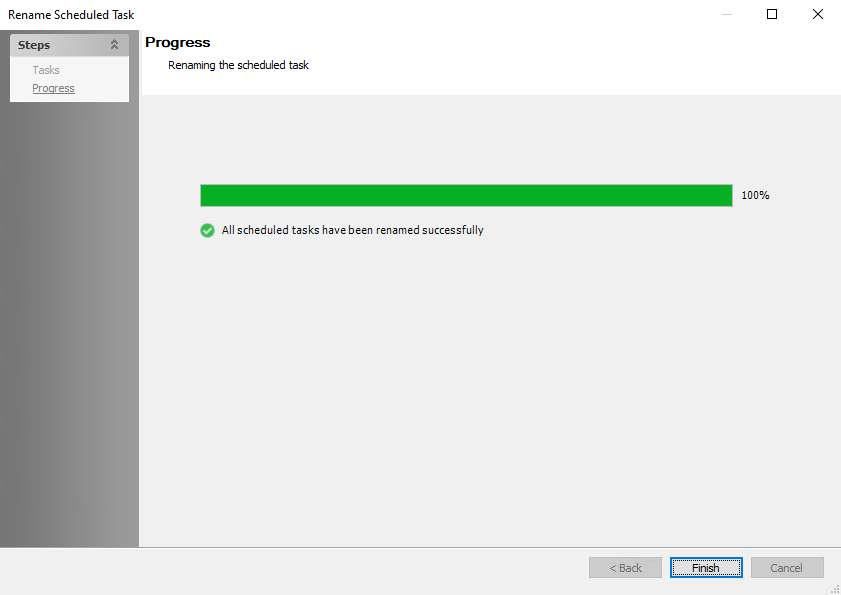 Rename Scheduled Task
Steps
Tasks
Progress
Progress
Renaming the scheduled task
100%
All scheduled tasks have been renamed successfully
< Back
Finish
Cancel